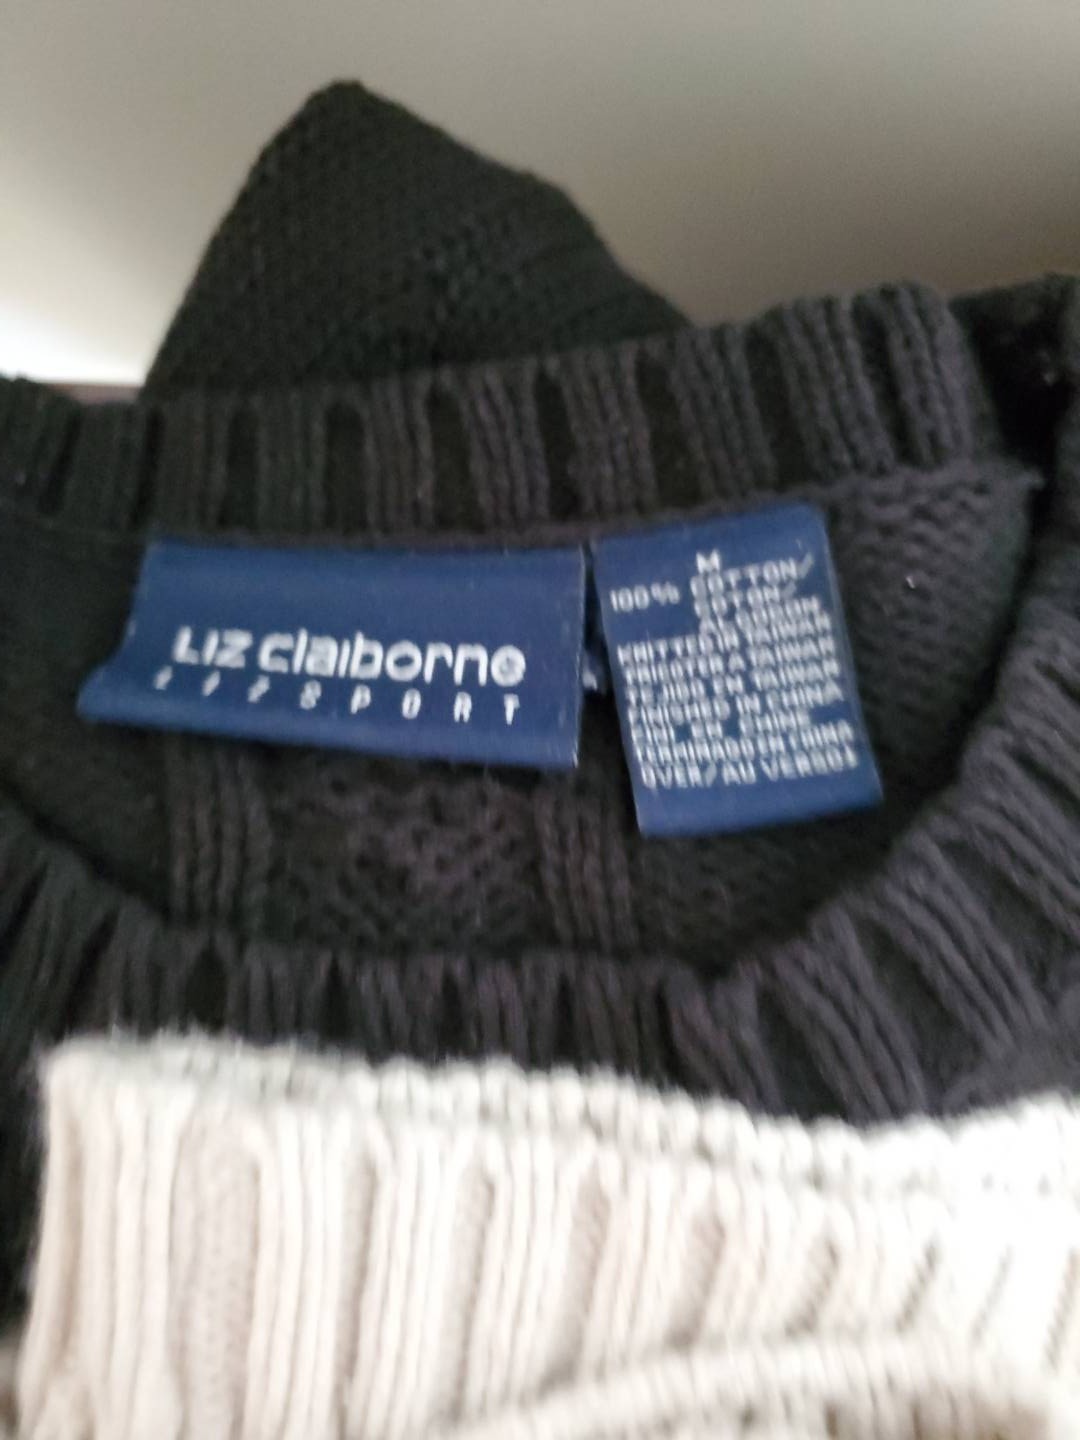 LIZ claiborne
LIZSPORT
M
100% COTTON/
COTON/
ALGODON
KNITTED IN TAIWAN
TRICOTER A TAIWAN
TEJIDO EN TAIWAN
FINISHED IN CHINA
FINI EN CHINE
TERMINADO EN CHINA
OVER/AU VERSO